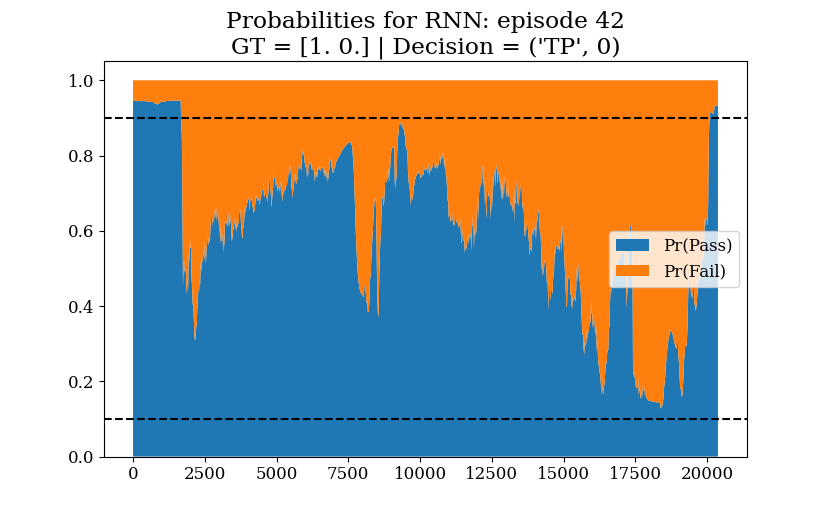 Probabilities for RNN: episode 42
GT = [1. 0.] | Decision = ('TP', 0)
1.0
0.8
0.6
0.4
0.2
0.0
Pr(Pass)
Pr(Fail)
0 2500 5000 7500 10000 12500 15000 17500 20000